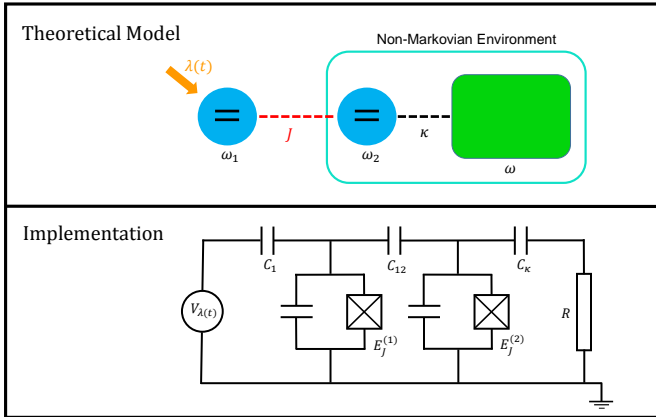 Theoretical Model
Non-Markovian Environment
λ(t)
J
κ
ω₁
ω₂
ω
Implementation
C₁
C₁₂
C_κ
V_λ(t)
E_J^(1)
E_J^(2)
R